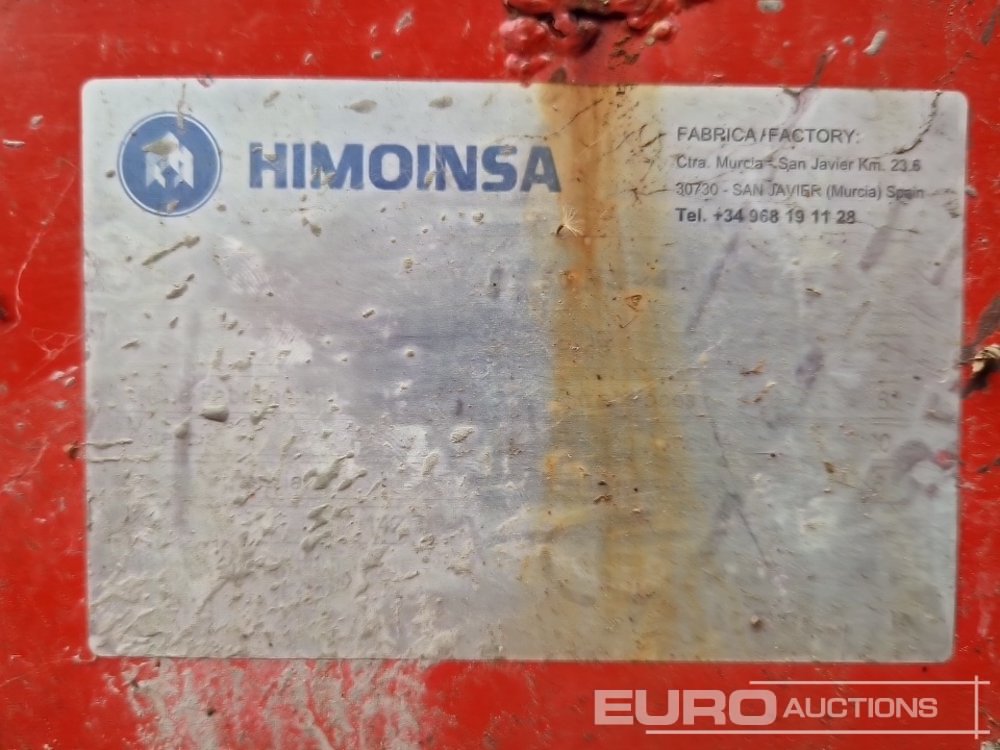 HIMOINSA
FABRICA / FACTORY:
Ctra. Murcia - San Javier Km. 23.6
30730 - SAN JAVIER (Murcia) Spain
Tel. +34 968 19 11 28
EURO AUCTIONS